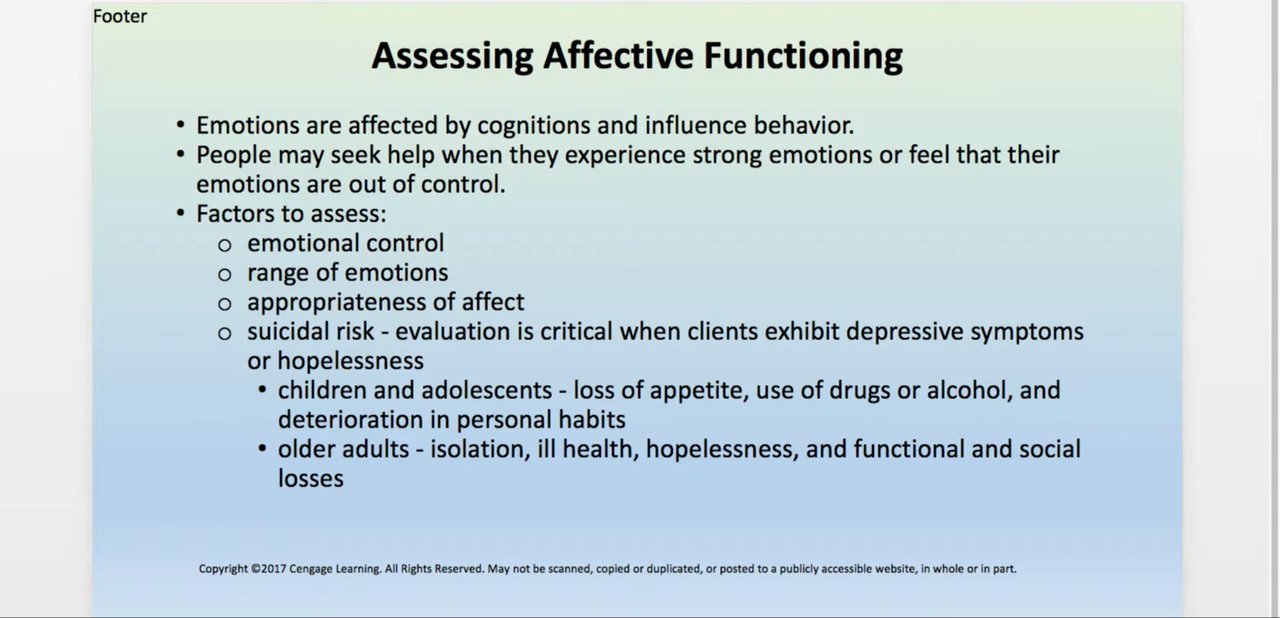 Footer
Assessing Affective Functioning
• Emotions are affected by cognitions and influence behavior.
• People may seek help when they experience strong emotions or feel that their
emotions are out of control.
• Factors to assess:
o emotional control
o range of emotions
o appropriateness of affect
o suicidal risk - evaluation is critical when clients exhibit depressive symptoms
or hopelessness
• children and adolescents - loss of appetite, use of drugs or alcohol, and
deterioration in personal habits
• older adults - isolation, ill health, hopelessness, and functional and social
losses
Copyright ©2017 Cengage Learning. All Rights Reserved. May not be scanned, copied or duplicated, or posted to a publicly accessible website, in whole or in part.